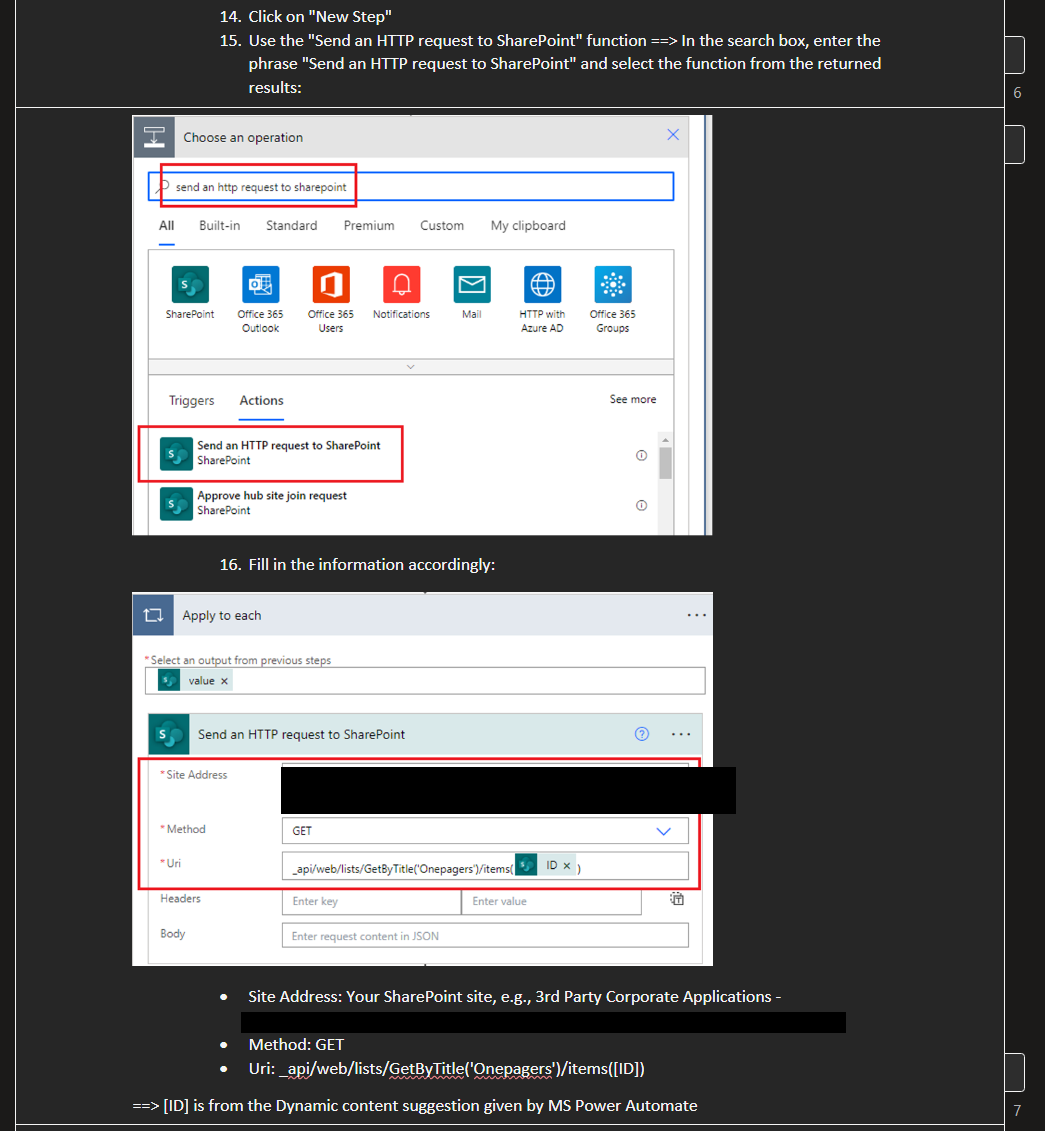 14. Click on "New Step"
15. Use the "Send an HTTP request to SharePoint" function ==> In the search box, enter the
phrase "Send an HTTP request to SharePoint" and select the function from the returned
results:
6
Choose an operation
send an http request to sharepoint
All Built-in Standard Premium Custom My clipboard
SharePoint Office 365 Office 365 Notifications Mail HTTP with Office 365
Outlook Users Azure AD Groups
Triggers Actions See more
Send an HTTP request to SharePoint
SharePoint
Approve hub site join request
SharePoint
16. Fill in the information accordingly:
Apply to each
* Select an output from previous steps
value ×
Send an HTTP request to SharePoint
* Site Address
* Method GET
* Uri _api/web/lists/GetByTitle('Onepagers')/items( ID × )
Headers Enter key Enter value
Body Enter request content in JSON
• Site Address: Your SharePoint site, e.g., 3rd Party Corporate Applications -
• Method: GET
• Uri: _api/web/lists/GetByTitle('Onepagers')/items([ID])
==> [ID] is from the Dynamic content suggestion given by MS Power Automate
7